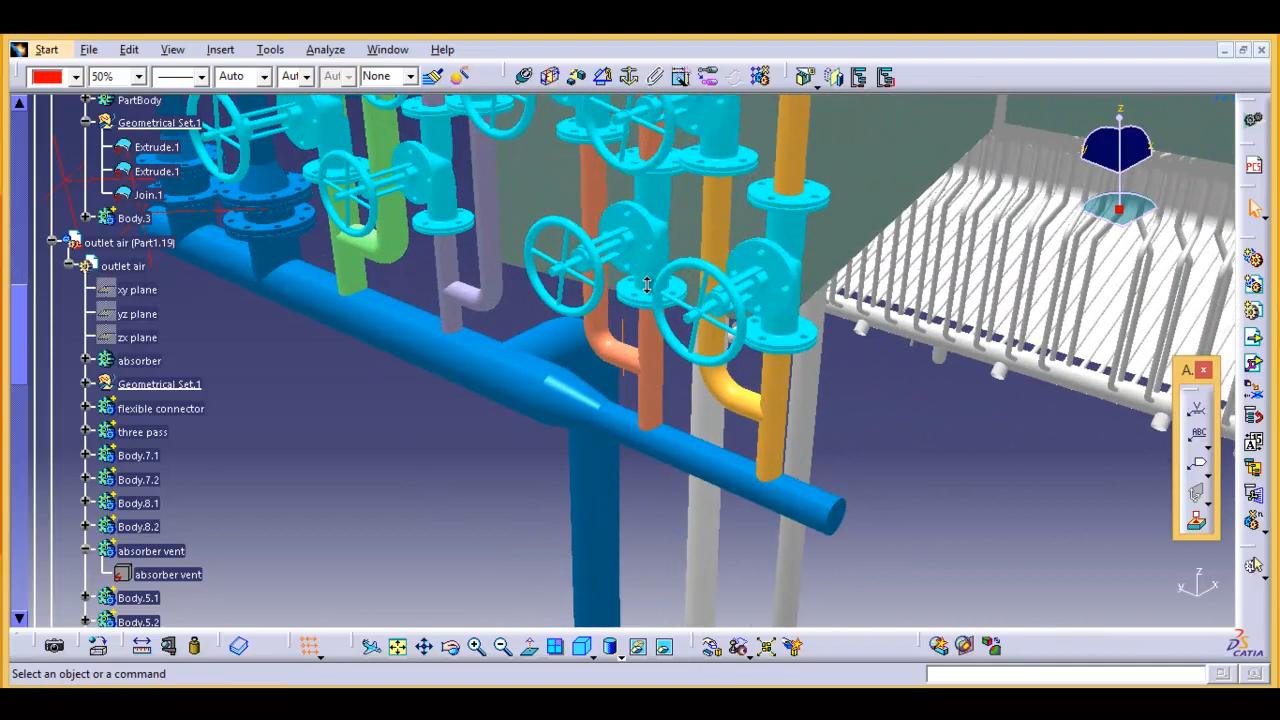 Start File Edit View Insert Tools Analyze Window Help
50% Auto Aut Aut None
PartBody
Geometrical Set.1
Extrude.1
Extrude.1
Join.1
Body.3
outlet air (Part1.19)
outlet air
xy plane
yz plane
zx plane
absorber
Geometrical Set.1
flexible connector
three pass
Body.7.1
Body.7.2
Body.8.1
Body.8.2
absorber vent
absorber vent
Body.5.1
Body.5.2
z
A.. x
PCS
ABC
z
y x
DS CATIA
Select an object or a command